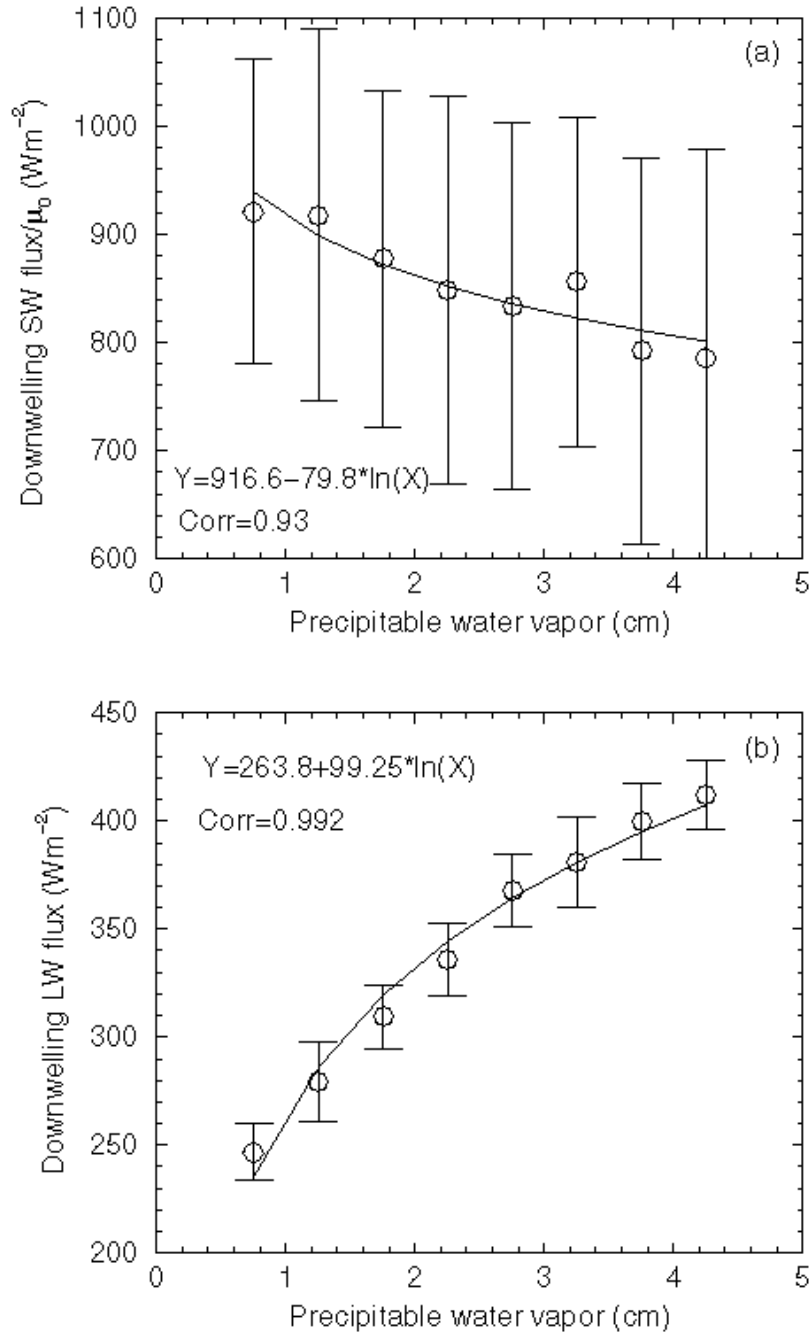 1100
(a)
1000
900
800
700
600
Downwelling SW flux/μ₀ (Wm⁻²)
Y=916.6−79.8*ln(X)
Corr=0.93
0 1 2 3 4 5
Precipitable water vapor (cm)
450
(b)
400
350
300
250
200
Downwelling LW flux (Wm⁻²)
Y=263.8+99.25*ln(X)
Corr=0.992
0 1 2 3 4 5
Precipitable water vapor (cm)